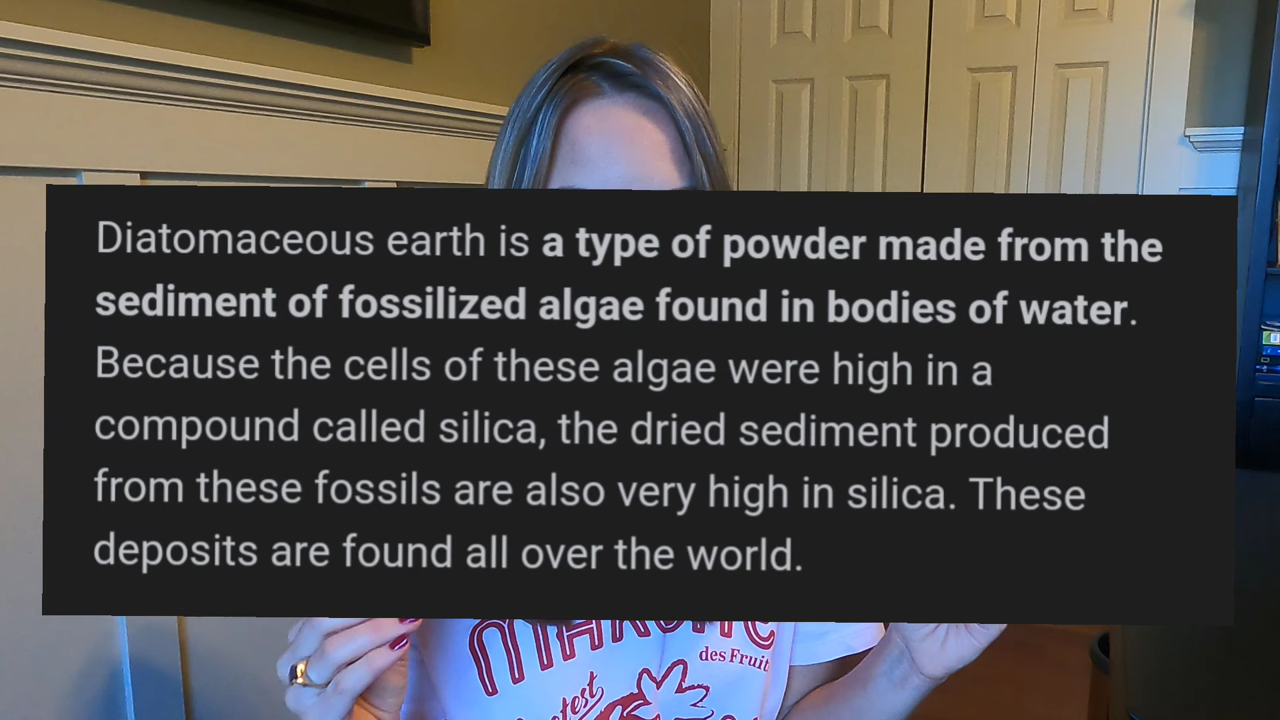 Diatomaceous earth is a type of powder made from the
sediment of fossilized algae found in bodies of water.
Because the cells of these algae were high in a
compound called silica, the dried sediment produced
from these fossils are also very high in silica. These
deposits are found all over the world.
des Fruit